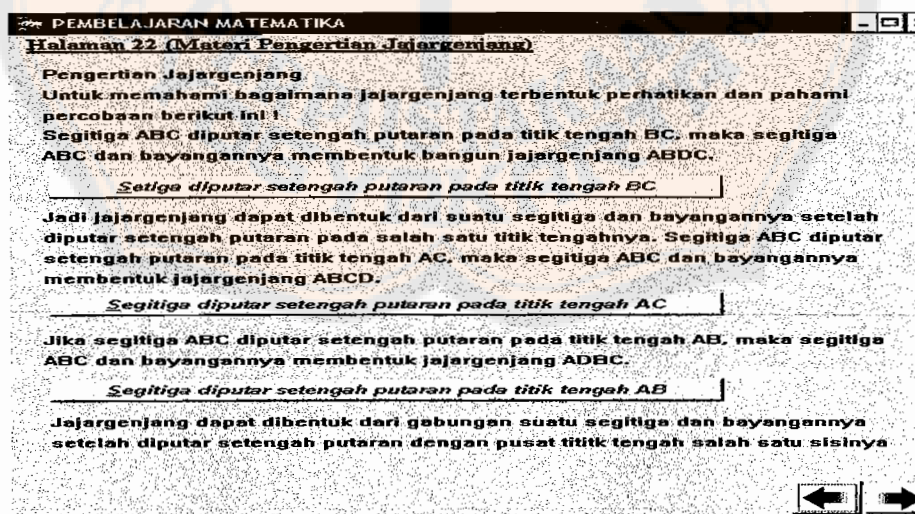 PEMBELAJARAN MATEMATIKA
Halaman 22 (Materi Pengertian Jajargenjang)
Pengertian Jajargenjang
Untuk memahami bagaimana jajargenjang terbentuk perhatikan dan pahami
percobaan berikut ini !
Segitiga ABC diputar setengah putaran pada titik tengah BC, maka segitiga
ABC dan bayangannya membentuk bangun jajargenjang ABDC.
Setiga diputar setengah putaran pada titik tengah BC
Jadi jajargenjang dapat dibentuk dari suatu segitiga dan bayangannya setelah
diputar setengah putaran pada salah satu titik tengahnya. Segitiga ABC diputar
setengah putaran pada titik tengah AC, maka segitiga ABC dan bayangannya
membentuk jajargenjang ABCD.
Segitiga diputar setengah putaran pada titik tengah AC
Jika segitiga ABC diputar setengah putaran pada titik tengah AB, maka segitiga
ABC dan bayangannya membentuk jajargenjang ADBC.
Segitiga diputar setengah putaran pada titik tengah AB
Jajargenjang dapat dibentuk dari gabungan suatu segitiga dan bayangannya
setelah diputar setengah putaran dengan pusat tititk tengah salah satu sisinya